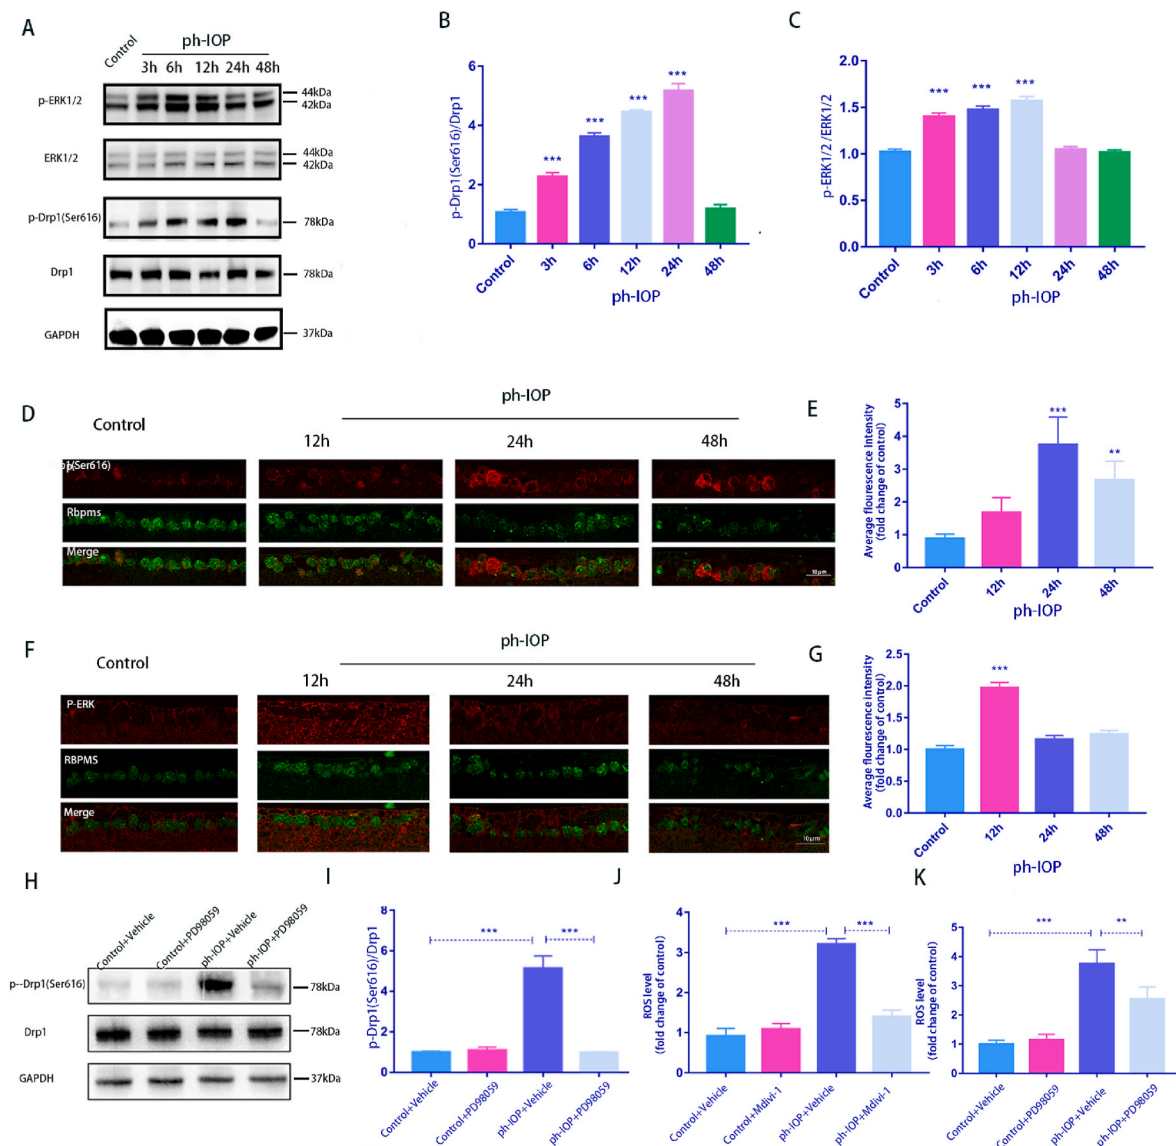 A
Control
ph-IOP
3h 6h 12h 24h 48h
p-ERK1/2
44kDa
42kDa
ERK1/2
44kDa
42kDa
p-Drp1(Ser616)
78kDa
Drp1
78kDa
GAPDH
37kDa
B
p-Drp1(Ser616)/Drp1
6
4
2
0
***
***
***
***
Control
3h
6h
12h
24h
48h
ph-IOP
C
p-ERK1/2 /ERK1/2
2.0
1.5
1.0
0.5
0.0
***
***
***
Control
3h
6h
12h
24h
48h
ph-IOP
D
Control
ph-IOP
12h
24h
48h
(Ser616)
Rbpms
Merge
10μm
E
Average flourescence intensity
(fold change of control)
5
4
3
2
1
0
***
**
Control
12h
24h
48h
ph-IOP
F
Control
ph-IOP
12h
24h
48h
P-ERK
RBPMS
Merge
10μm
G
Average flourescence intensity
(fold change of control)
2.5
2.0
1.5
1.0
0.5
0.0
***
Control
12h
24h
48h
ph-IOP
H
Control+Vehicle
Control+PD98059
ph-IOP+Vehicle
ph-IOP+PD98059
p--Drp1(Ser616)
78kDa
Drp1
78kDa
GAPDH
37kDa
I
p-Drp1(Ser616)/Drp1
8
6
4
2
0
***
***
Control+Vehicle
Control+PD98059
ph-IOP+Vehicle
ph-IOP+PD98059
J
ROS level
(fold change of control)
4
3
2
1
0
***
***
Control+Vehicle
Control+Mdivi-1
ph-IOP+Vehicle
ph-IOP+Mdivi-1
K
ROS level
(fold change of control)
5
4
3
2
1
0
***
**
Control+Vehicle
Control+PD98059
ph-IOP+Vehicle
ph-IOP+PD98059